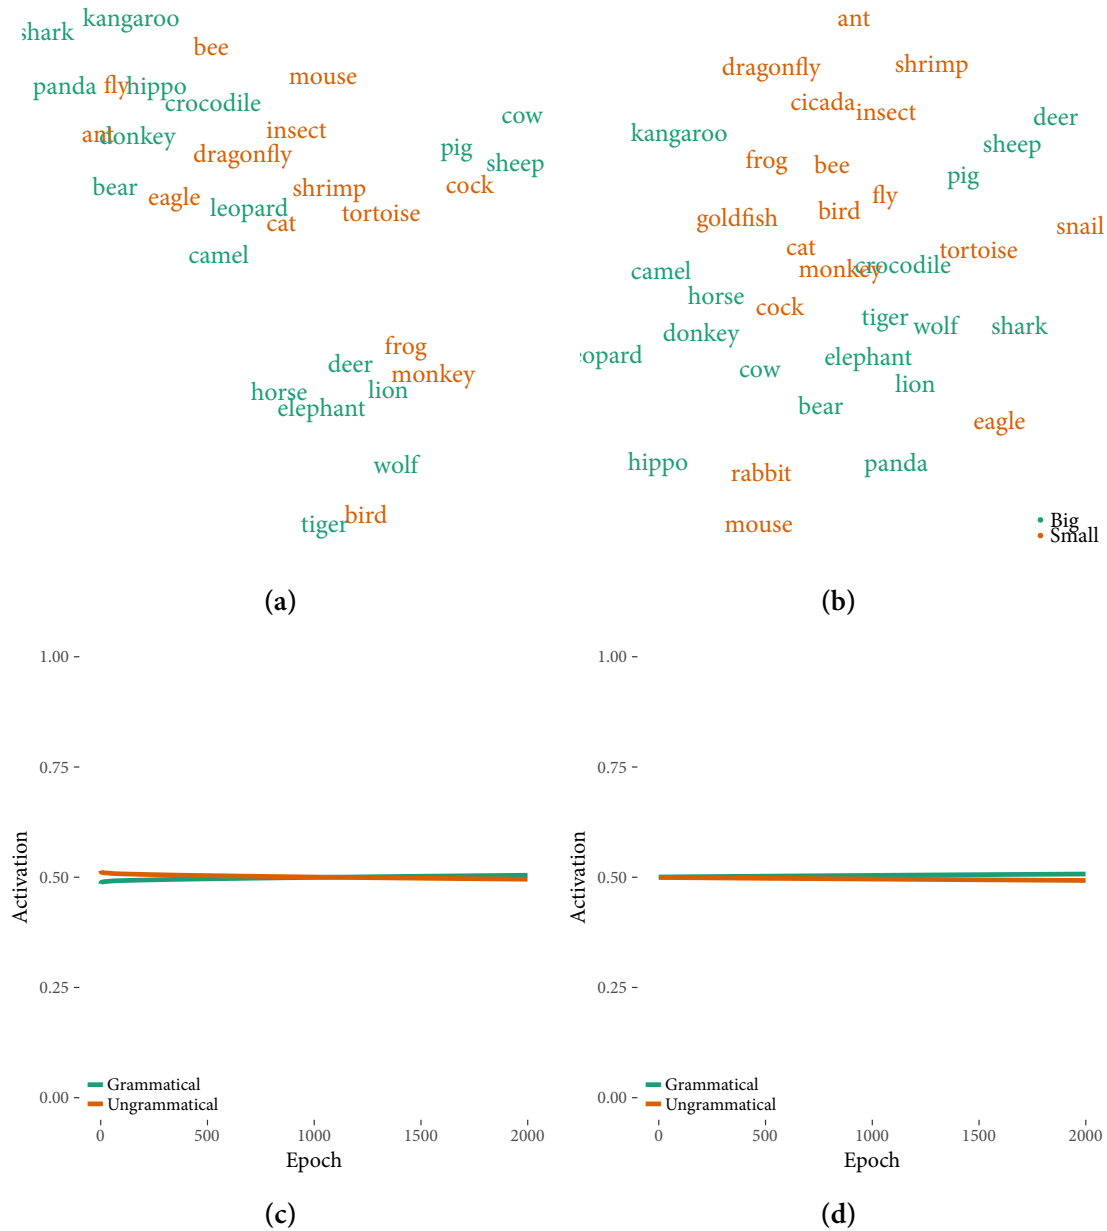 kangaroo
shark
bee
mouse
panda
fly
hippo
crocodile
cow
ant
donkey
insect
pig
dragonfly
sheep
bear
eagle
shrimp
cock
leopard
tortoise
cat
camel
frog
deer
monkey
horse
lion
elephant
wolf
bird
tiger
(a)
ant
dragonfly
shrimp
cicada
insect
deer
kangaroo
sheep
frog
bee
pig
fly
goldfish
bird
snail
cat
tortoise
camel
monkey
crocodile
horse
cock
tiger
wolf
shark
donkey
eopard
elephant
cow
lion
bear
eagle
hippo
rabbit
panda
mouse
Big
Small
(b)
1.00
0.75
0.50
0.25
0.00
Activation
Grammatical
Ungrammatical
0 500 1000 1500 2000
Epoch
(c)
1.00
0.75
0.50
0.25
0.00
Activation
Grammatical
Ungrammatical
0 500 1000 1500 2000
Epoch
(d)